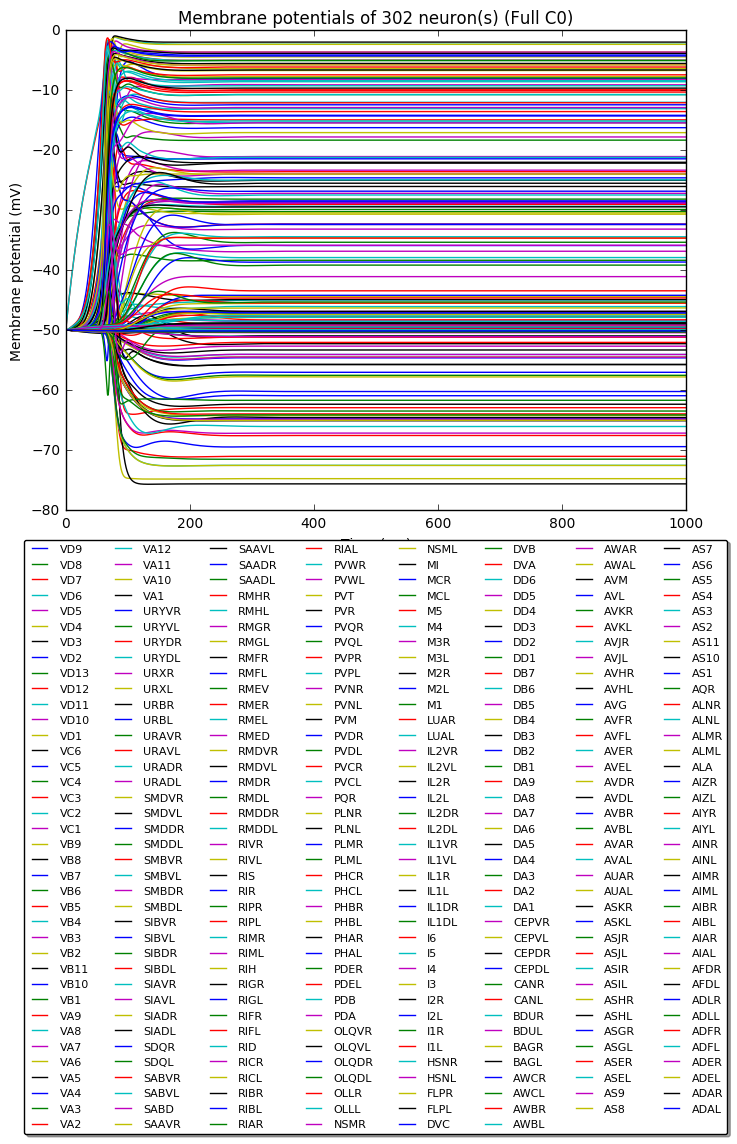 Membrane potentials of 302 neuron(s) (Full C0)
Membrane potential (mV)
0
−10
−20
−30
−40
−50
−60
−70
−80
0
200
400
600
800
1000
VD9
VD8
VD7
VD6
VD5
VD4
VD3
VD2
VD13
VD12
VD11
VD10
VD1
VC6
VC5
VC4
VC3
VC2
VC1
VB9
VB8
VB7
VB6
VB5
VB4
VB3
VB2
VB11
VB10
VB1
VA9
VA8
VA7
VA6
VA5
VA4
VA3
VA2
VA12
VA11
VA10
VA1
URYVR
URYVL
URYDR
URYDL
URXR
URXL
URBR
URBL
URAVR
URAVL
URADR
URADL
SMDVR
SMDVL
SMDDR
SMDDL
SMBVR
SMBVL
SMBDR
SMBDL
SIBVR
SIBVL
SIBDR
SIBDL
SIAVR
SIAVL
SIADR
SIADL
SDQR
SDQL
SABVR
SABVL
SABD
SAAVR
SAAVL
SAADR
SAADL
RMHR
RMHL
RMGR
RMGL
RMFR
RMFL
RMEV
RMER
RMEL
RMED
RMDVR
RMDVL
RMDR
RMDL
RMDDR
RMDDL
RIVR
RIVL
RIS
RIR
RIPR
RIPL
RIMR
RIML
RIH
RIGR
RIGL
RIFR
RIFL
RID
RICR
RICL
RIBR
RIBL
RIAR
RIAL
PVWR
PVWL
PVT
PVR
PVQR
PVQL
PVPR
PVPL
PVNR
PVNL
PVM
PVDR
PVDL
PVCR
PVCL
PQR
PLNR
PLNL
PLMR
PLML
PHCR
PHCL
PHBR
PHBL
PHAR
PHAL
PDER
PDEL
PDB
PDA
OLQVR
OLQVL
OLQDR
OLQDL
OLLR
OLLL
NSMR
NSML
MI
MCR
MCL
M5
M4
M3R
M3L
M2R
M2L
M1
LUAR
LUAL
IL2VR
IL2VL
IL2R
IL2L
IL2DR
IL2DL
IL1VR
IL1VL
IL1R
IL1L
IL1DR
IL1DL
I6
I5
I4
I3
I2R
I2L
I1R
I1L
HSNR
HSNL
FLPR
FLPL
DVC
DVB
DVA
DD6
DD5
DD4
DD3
DD2
DD1
DB7
DB6
DB5
DB4
DB3
DB2
DB1
DA9
DA8
DA7
DA6
DA5
DA4
DA3
DA2
DA1
CEPVR
CEPVL
CEPDR
CEPDL
CANR
CANL
BDUR
BDUL
BAGR
BAGL
AWCR
AWCL
AWBR
AWBL
AWAR
AWAL
AVM
AVL
AVKR
AVKL
AVJR
AVJL
AVHR
AVHL
AVG
AVFR
AVFL
AVER
AVEL
AVDR
AVDL
AVBR
AVBL
AVAR
AVAL
AUAR
AUAL
ASKR
ASKL
ASJR
ASJL
ASIR
ASIL
ASHR
ASHL
ASGR
ASGL
ASER
ASEL
AS9
AS8
AS7
AS6
AS5
AS4
AS3
AS2
AS11
AS10
AS1
AQR
ALNR
ALNL
ALMR
ALML
ALA
AIZR
AIZL
AIYR
AIYL
AINR
AINL
AIMR
AIML
AIBR
AIBL
AIAR
AIAL
AFDR
AFDL
ADLR
ADLL
ADFR
ADFL
ADER
ADEL
ADAR
ADAL